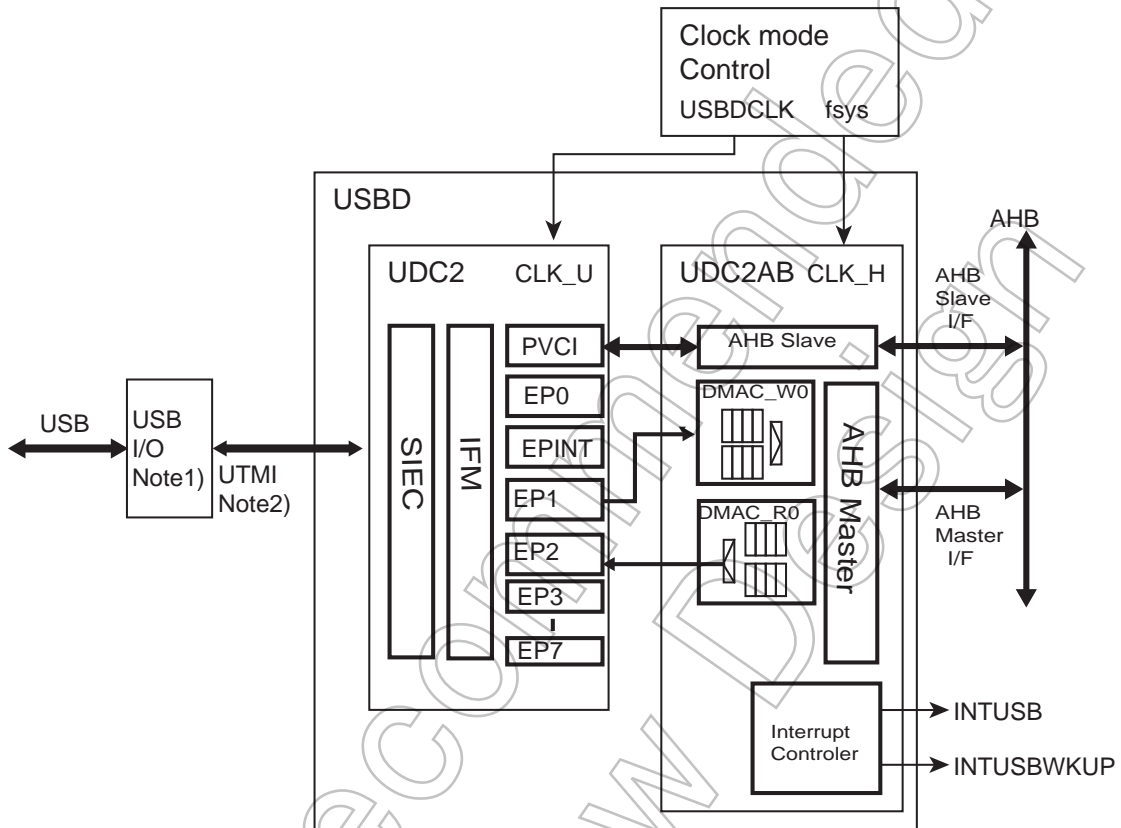 Clock mode
Control
USBDCLK fsys
USBD
AHB
UDC2 CLK_U
UDC2AB CLK_H
AHB
Slave
I/F
PVCI
AHB Slave
EP0
DMAC_W0
USB
USB
I/O
Note1)
UTMI
Note2)
SIEC
IFM
EPINT
AHB Master
EP1
DMAC_R0
AHB
Master
I/F
EP2
EP3
EP7
Interrupt
Controler
INTUSB
INTUSBWKUP
ecommended
w Design